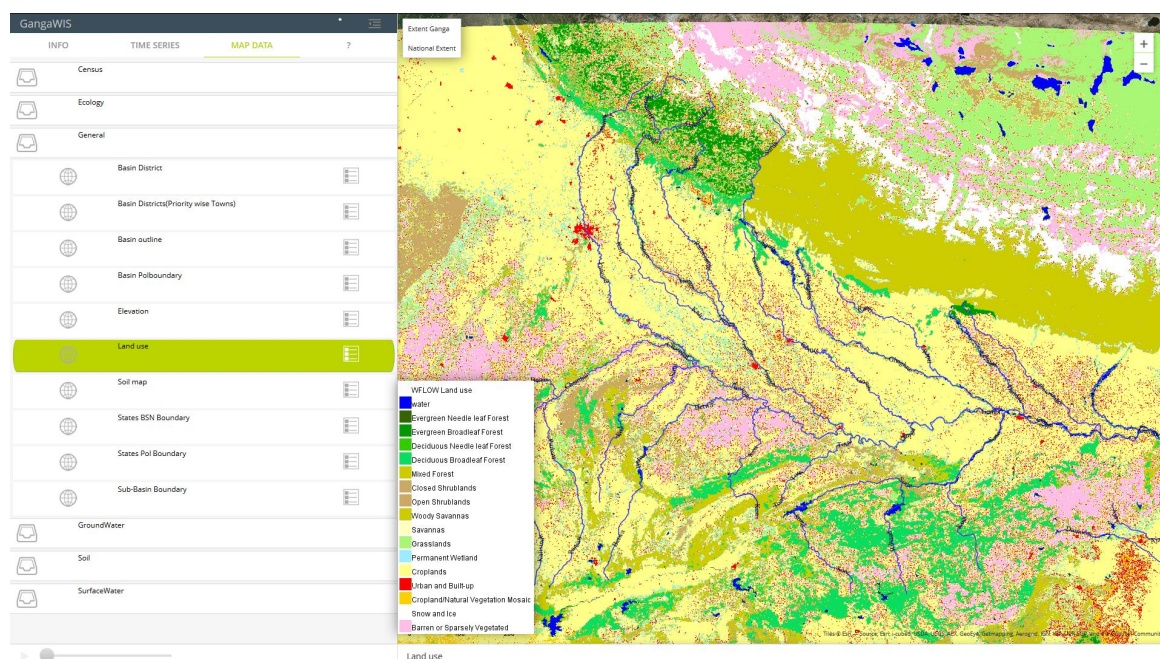 GangaWIS
INFO
TIME SERIES
MAP DATA
?
Census
Ecology
General
Basin District
Basin Districts(Priority wise Towns)
Basin outline
Basin Polboundary
Elevation
Land use
Soil map
States BSN Boundary
States Pol Boundary
Sub-Basin Boundary
GroundWater
Soil
SurfaceWater
Extent Ganga
National Extent
+
−
WFLOW Land use
water
Evergreen Needle leaf Forest
Evergreen Broadleaf Forest
Deciduous Needle leaf Forest
Deciduous Broadleaf Forest
Mixed Forest
Closed Shrublands
Open Shrublands
Woody Savannas
Savannas
Grasslands
Permanent Wetland
Croplands
Urban and Built-up
Cropland/Natural Vegetation Mosaic
Snow and Ice
Barren or Sparsely Vegetated
Land use